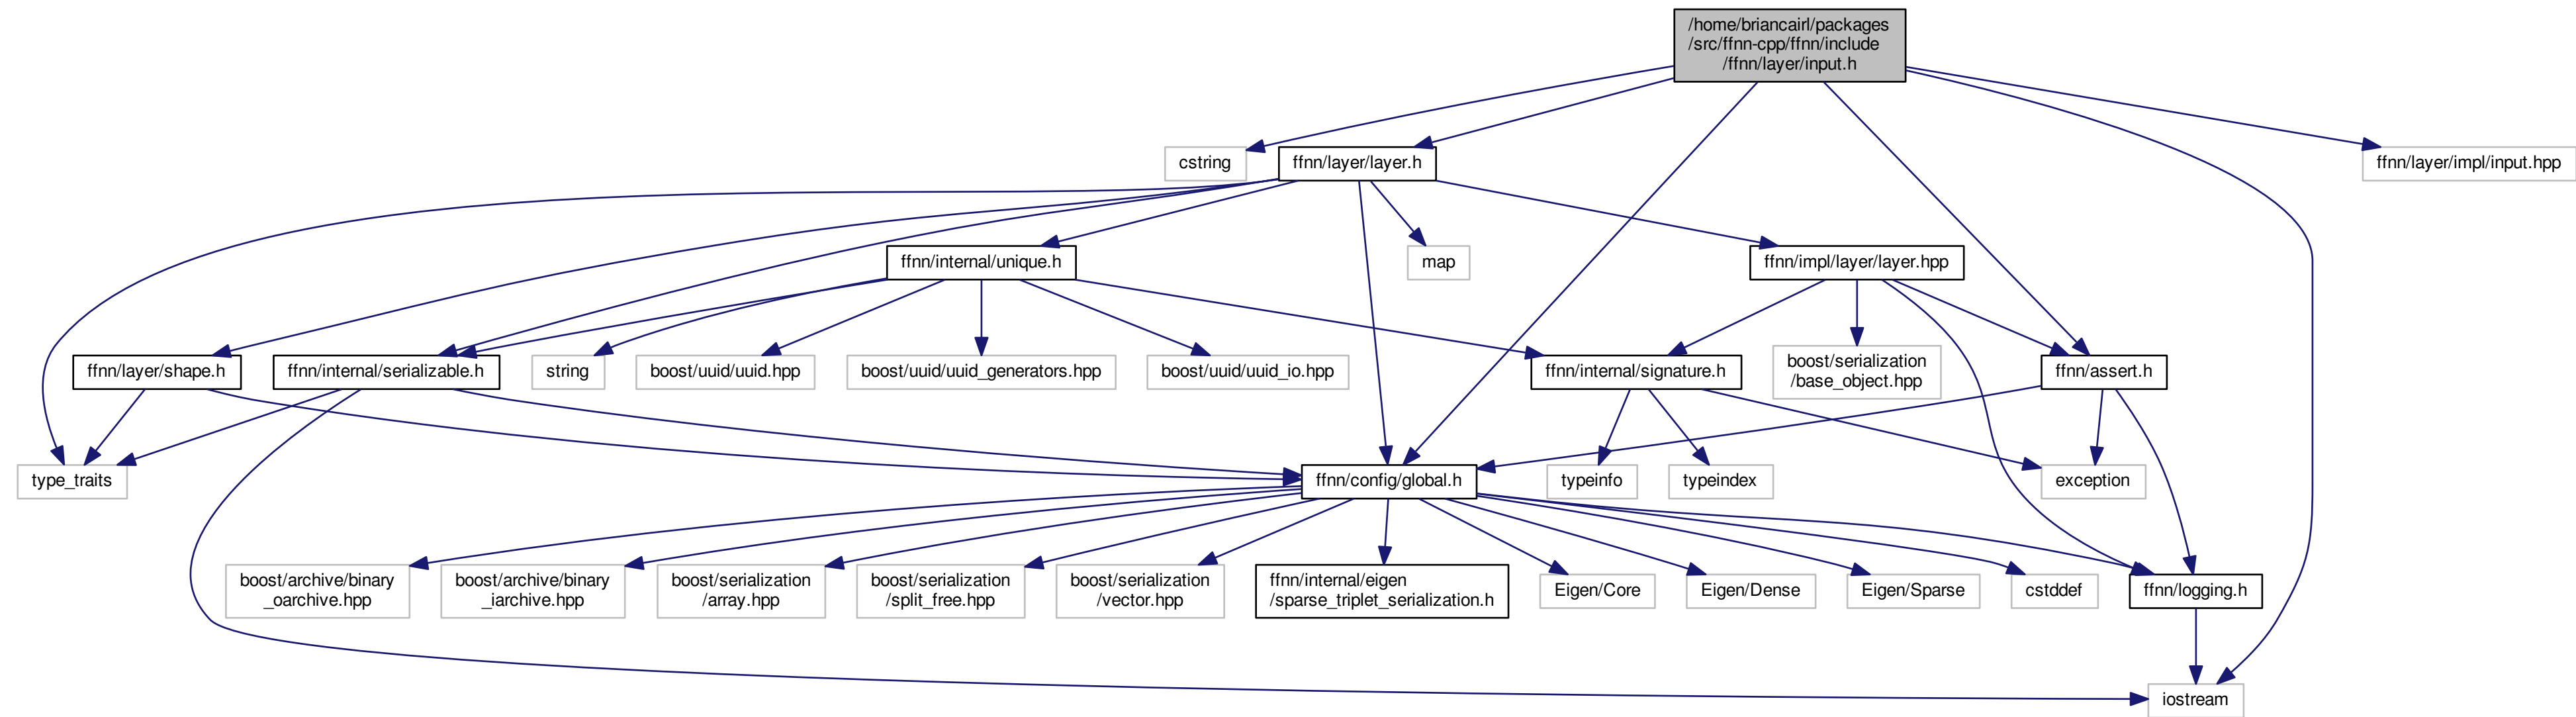 /home/briancairl/packages
/src/ffnn-cpp/ffnn/include
/ffnn/layer/input.h
cstring
ffnn/layer/layer.h
ffnn/layer/impl/input.hpp
ffnn/internal/unique.h
map
ffnn/impl/layer/layer.hpp
ffnn/layer/shape.h
ffnn/internal/serializable.h
string
boost/uuid/uuid.hpp
boost/uuid/uuid_generators.hpp
boost/uuid/uuid_io.hpp
ffnn/internal/signature.h
boost/serialization
/base_object.hpp
ffnn/assert.h
type_traits
ffnn/config/global.h
typeinfo
typeindex
exception
boost/archive/binary
_oarchive.hpp
boost/archive/binary
_iarchive.hpp
boost/serialization
/array.hpp
boost/serialization
/split_free.hpp
boost/serialization
/vector.hpp
ffnn/internal/eigen
/sparse_triplet_serialization.h
Eigen/Core
Eigen/Dense
Eigen/Sparse
cstddef
ffnn/logging.h
iostream